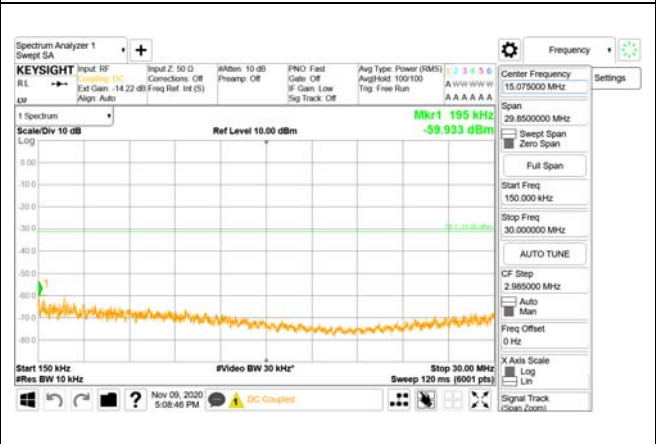 Spectrum Analyzer 1
Swept SA
Frequency
KEYSIGHT
Input: RF
Coupling: DC
Ext Gain: -14.22 dB
Align: Auto
Input Z: 50 Ω
Corrections: Off
Freq Ref: Int (S)
#Atten: 10 dB
Preamp: Off
PNO: Fast
Gate: Off
IF Gain: Low
Sig Track: Off
Avg Type: Power (RMS)
Avg|Hold: 100/100
Trig: Free Run
1 2 3 4 5 6
A W W W W W
A A A A A A
RL
1 Spectrum
Scale/Div 10 dB
Log
Ref Level 10.00 dBm
Mkr1 195 kHz
-59.933 dBm
0.00
-10.0
-20.0
-30.0
-40.0
-50.0
-60.0
-70.0
-80.0
1
Start 150 kHz
#Res BW 10 kHz
#Video BW 30 kHz*
Stop 30.00 MHz
Sweep 120 ms (6001 pts)
Nov 09, 2020
5:08:46 PM
DC Coupled
Center Frequency
15.075000 MHz
Settings
Span
29.8500000 MHz
Swept Span
Zero Span
Full Span
Start Freq
150.000 kHz
Stop Freq
30.000000 MHz
AUTO TUNE
CF Step
2.985000 MHz
Auto
Man
Freq Offset
0 Hz
X Axis Scale
Log
Lin
Signal Track
(Span Zoom)